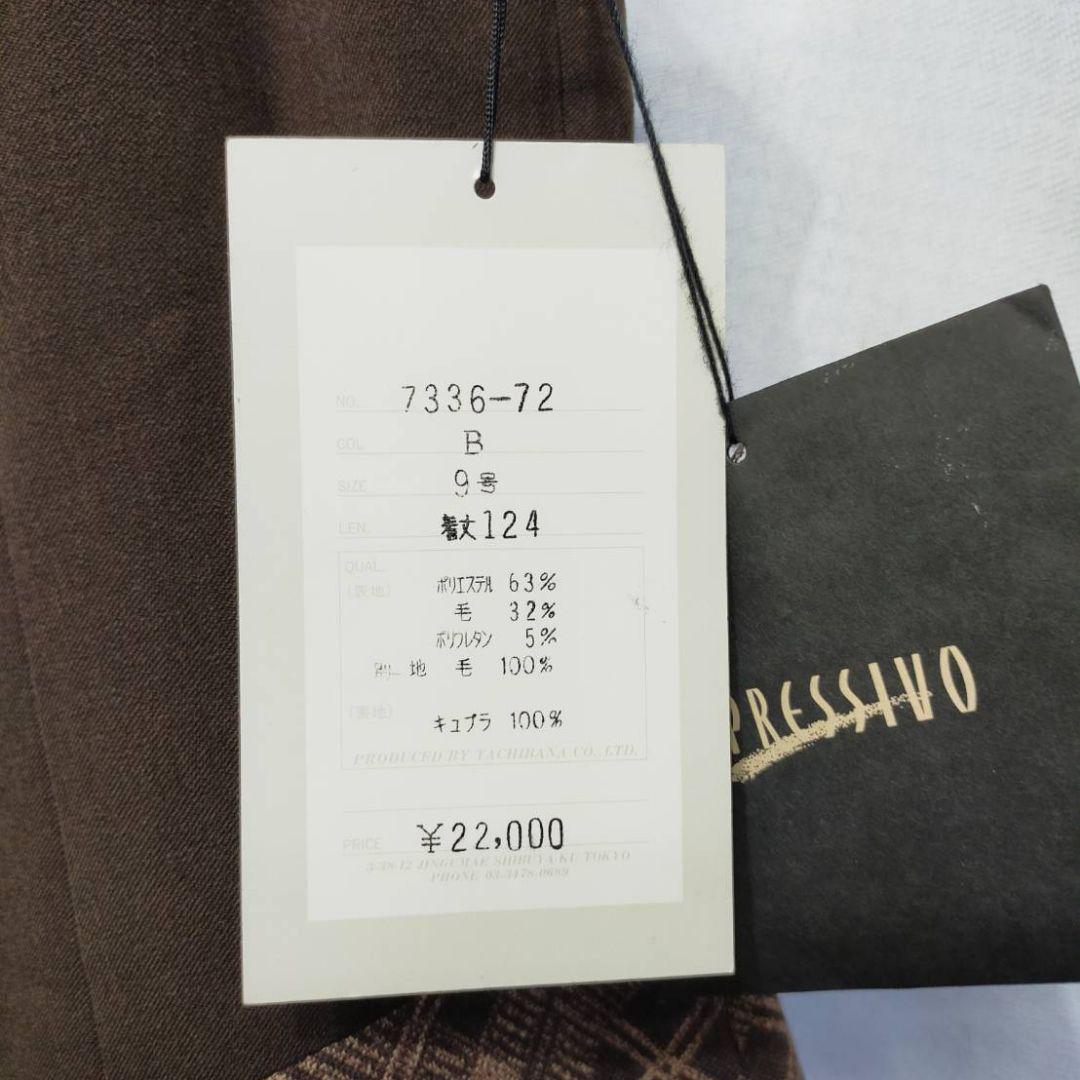 NO. 7336-72
COL. B
SIZE 9号
LEN. 着丈124
QUAL.
(表地) ポリエステル 63%
毛 32%
ポリウレタン 5%
別 地 毛 100%
(裏地) キュプラ 100%
PRODUCED BY TACHIBANA CO., LTD.
PRICE ¥22,000
3-38-12 JINGUMAE SHIBUYA-KU TOKYO
PHONE 03-3478-0689
PRESSIVO